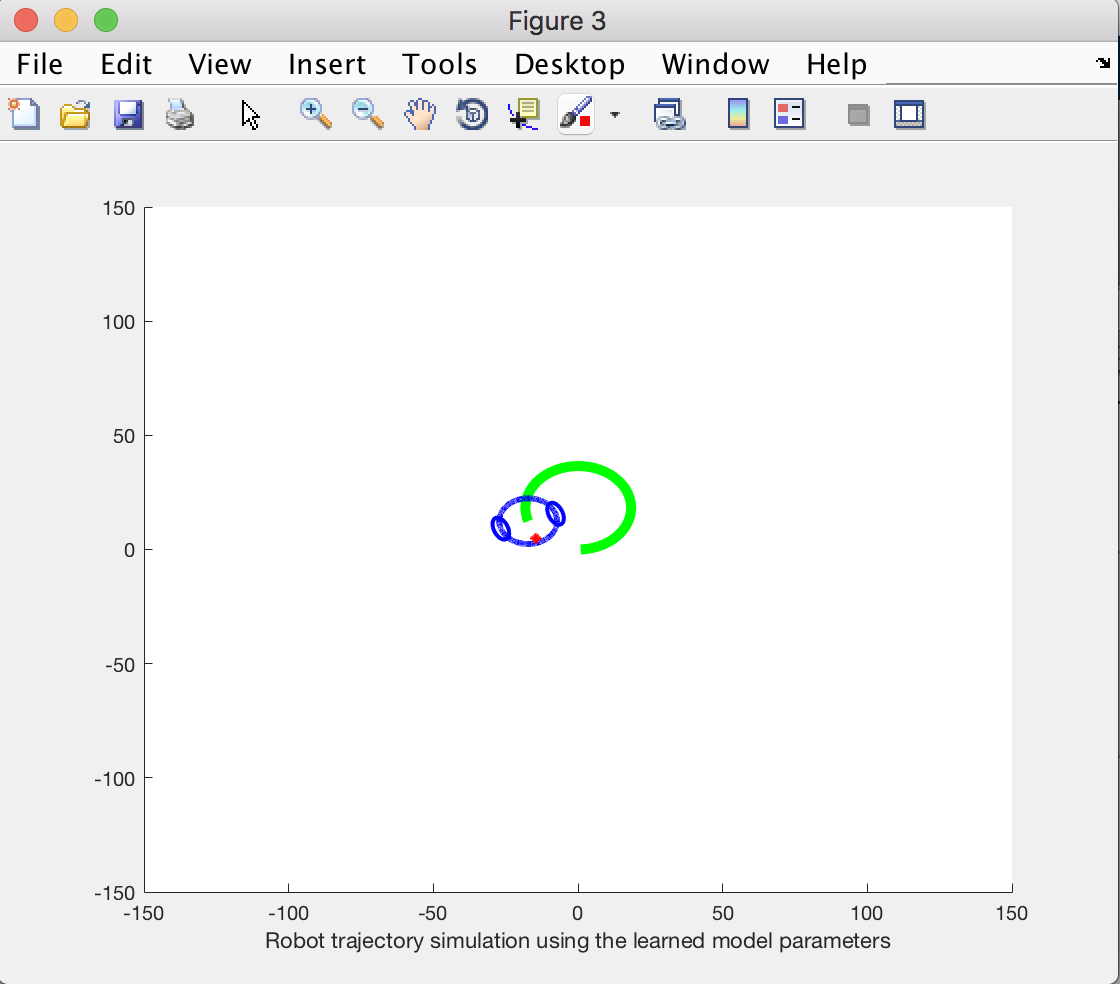 Figure 3
File Edit View Insert Tools Desktop Window Help
150
100
50
0
-50
-100
-150
-150 -100 -50 0 50 100 150
Robot trajectory simulation using the learned model parameters